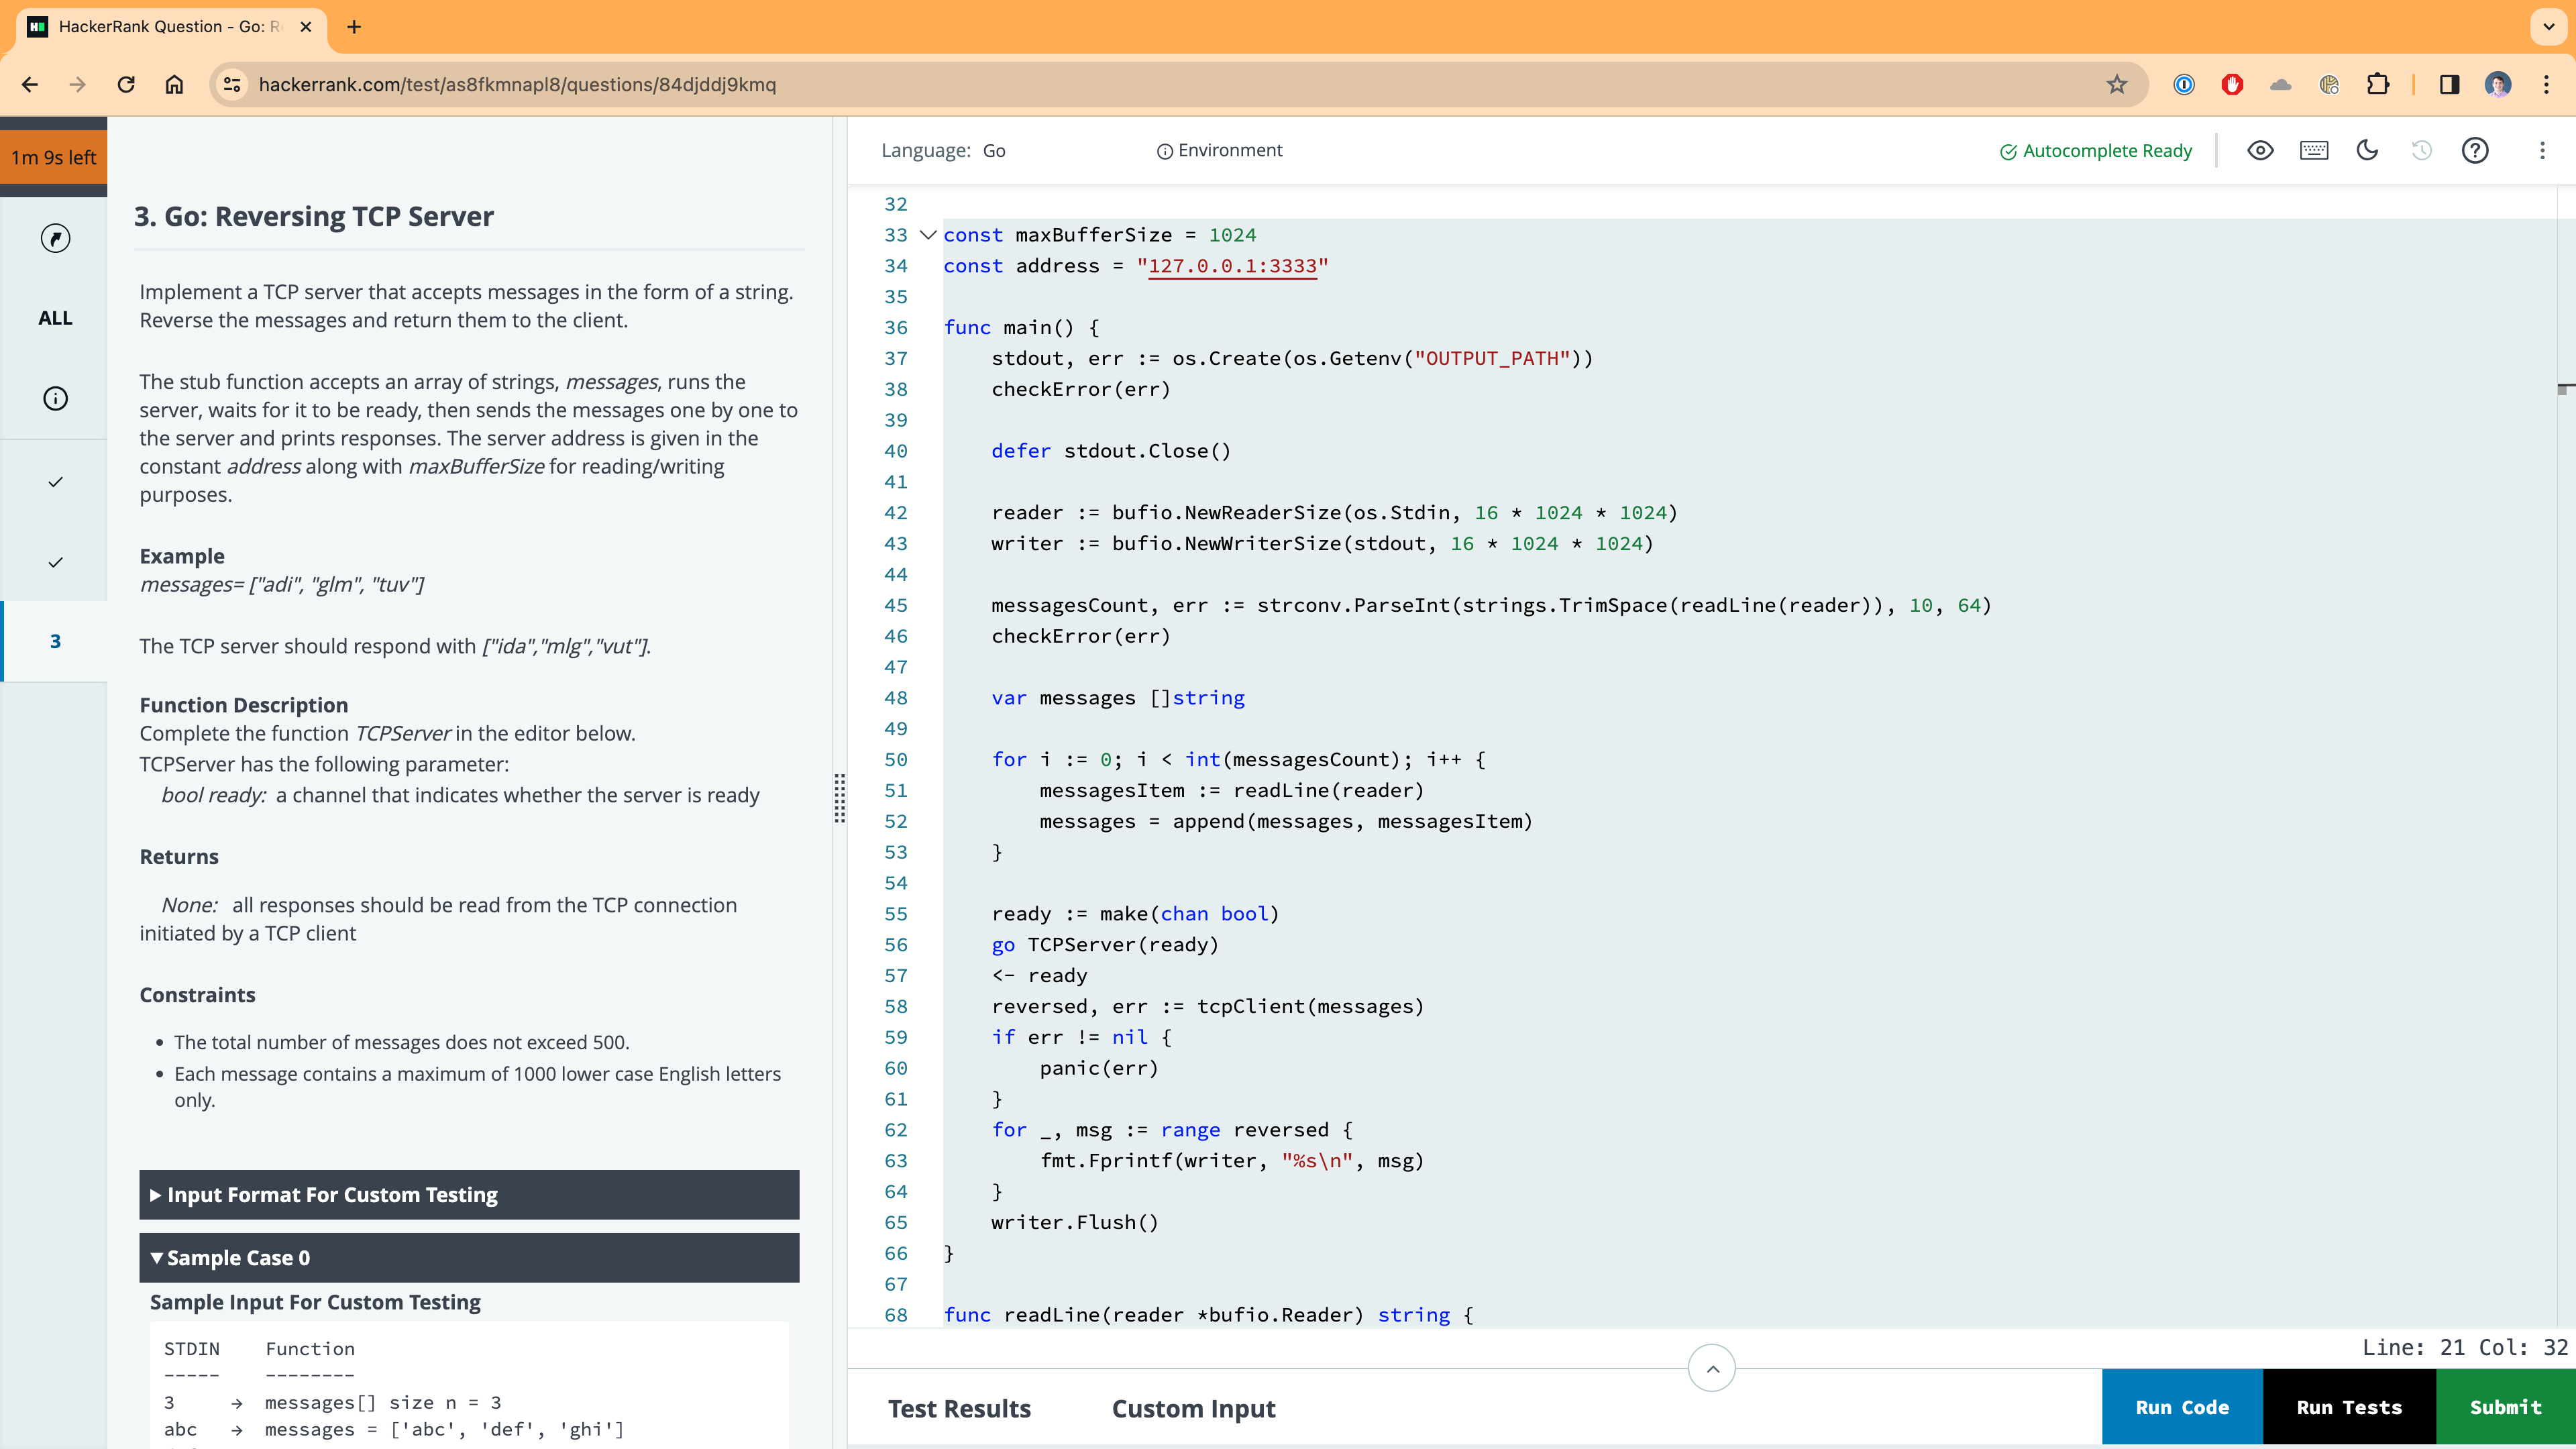 HackerRank Question - Go: R
hackerrank.com/test/as8fkmnapl8/questions/84djddj9kmq
1m 9s left
ALL
3
3. Go: Reversing TCP Server
Implement a TCP server that accepts messages in the form of a string.
Reverse the messages and return them to the client.
The stub function accepts an array of strings, messages, runs the
server, waits for it to be ready, then sends the messages one by one to
the server and prints responses. The server address is given in the
constant address along with maxBufferSize for reading/writing
purposes.
Example
messages= ["adi", "glm", "tuv"]
The TCP server should respond with ["ida","mlg","vut"].
Function Description
Complete the function TCPServer in the editor below.
TCPServer has the following parameter:
bool ready: a channel that indicates whether the server is ready
Returns
None: all responses should be read from the TCP connection
initiated by a TCP client
Constraints
• The total number of messages does not exceed 500.
• Each message contains a maximum of 1000 lower case English letters
only.
Input Format For Custom Testing
Sample Case 0
Sample Input For Custom Testing
STDIN Function
----- --------
3 → messages[] size n = 3
abc → messages = ['abc', 'def', 'ghi']
Language: Go
Environment
Autocomplete Ready
32
33 const maxBufferSize = 1024
34 const address = "127.0.0.1:3333"
35
36 func main() {
37 stdout, err := os.Create(os.Getenv("OUTPUT_PATH"))
38 checkError(err)
39
40 defer stdout.Close()
41
42 reader := bufio.NewReaderSize(os.Stdin, 16 * 1024 * 1024)
43 writer := bufio.NewWriterSize(stdout, 16 * 1024 * 1024)
44
45 messagesCount, err := strconv.ParseInt(strings.TrimSpace(readLine(reader)), 10, 64)
46 checkError(err)
47
48 var messages []string
49
50 for i := 0; i < int(messagesCount); i++ {
51 messagesItem := readLine(reader)
52 messages = append(messages, messagesItem)
53 }
54
55 ready := make(chan bool)
56 go TCPServer(ready)
57 <- ready
58 reversed, err := tcpClient(messages)
59 if err != nil {
60 panic(err)
61 }
62 for _, msg := range reversed {
63 fmt.Fprintf(writer, "%s\n", msg)
64 }
65 writer.Flush()
66 }
67
68 func readLine(reader *bufio.Reader) string {
Line: 21 Col: 32
Test Results
Custom Input
Run Code
Run Tests
Submit